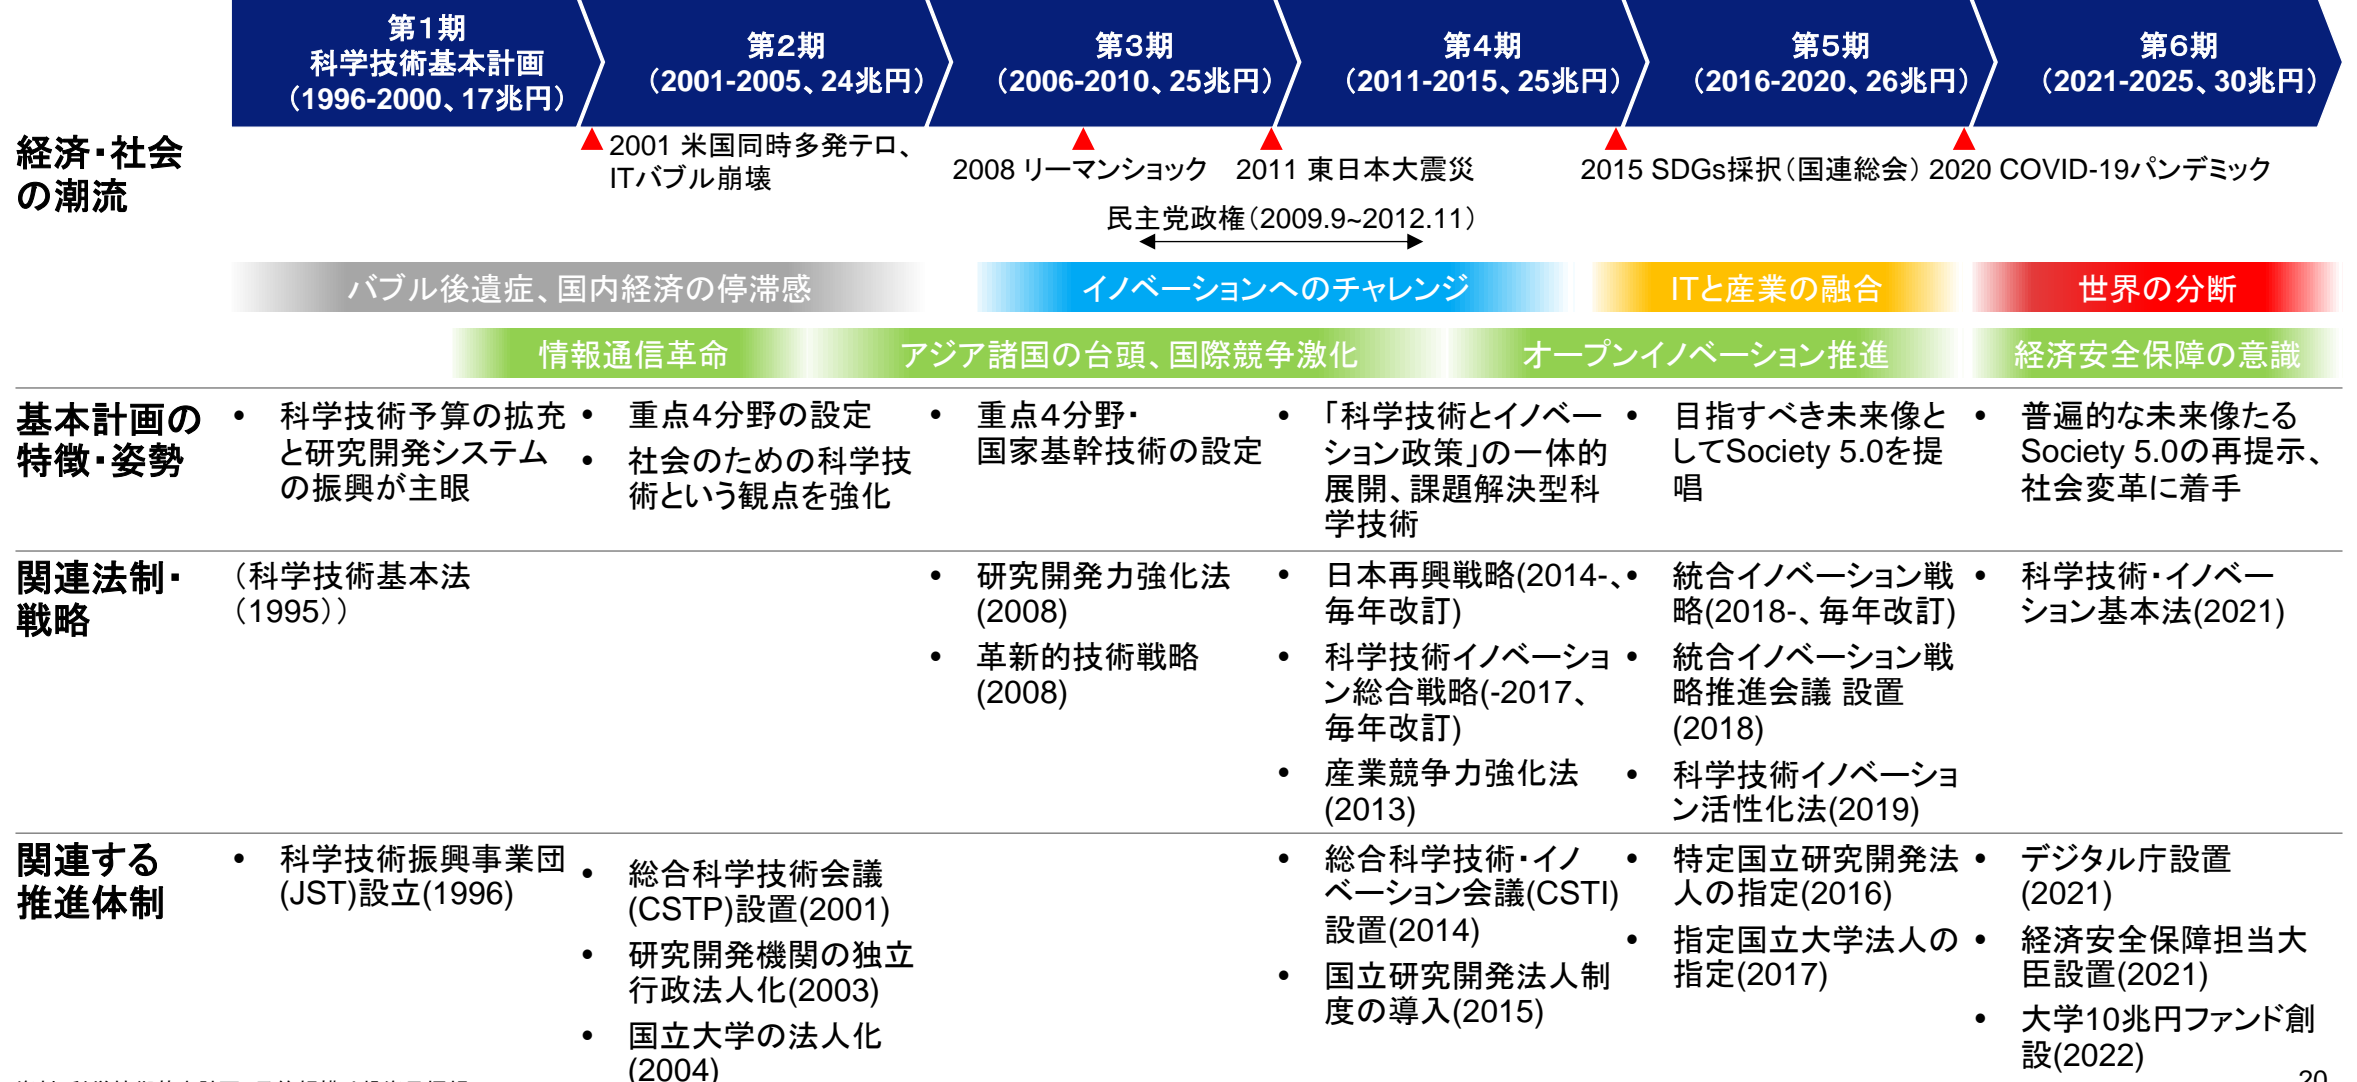 第1期
科学技術基本計画
（1996-2000、17兆円）
第2期
（2001-2005、24兆円）
第3期
（2006-2010、25兆円）
第4期
（2011-2015、25兆円）
第5期
（2016-2020、26兆円）
第6期
（2021-2025、30兆円）
経済・社会
の潮流
2001 米国同時多発テロ、
ITバブル崩壊
2008 リーマンショック
2011 東日本大震災
2015 SDGs採択（国連総会）
2020 COVID-19パンデミック
民主党政権（2009.9~2012.11）
バブル後遺症、国内経済の停滞感
イノベーションへのチャレンジ
ITと産業の融合
世界の分断
情報通信革命
アジア諸国の台頭、国際競争激化
オープンイノベーション推進
経済安全保障の意識
基本計画の
特徴・姿勢
• 科学技術予算の拡充
と研究開発システム
の振興が主眼
• 重点４分野の設定
• 社会のための科学技
術という観点を強化
• 重点４分野・
国家基幹技術の設定
• 「科学技術とイノベー
ション政策」の一体的
展開、課題解決型科
学技術
• 目指すべき未来像と
してSociety 5.0を提
唱
• 普遍的な未来像たる
Society 5.0の再提示、
社会変革に着手
関連法制・
戦略
（科学技術基本法
（1995））
• 研究開発力強化法
(2008)
• 革新的技術戦略
(2008)
• 日本再興戦略(2014-、
毎年改訂)
• 科学技術イノベーショ
ン総合戦略(-2017、
毎年改訂)
• 産業競争力強化法
(2013)
• 統合イノベーション戦
略(2018-、毎年改訂)
• 統合イノベーション戦
略推進会議 設置
(2018)
• 科学技術イノベーショ
ン活性化法(2019)
• 科学技術・イノベー
ション基本法(2021)
関連する
推進体制
• 科学技術振興事業団
(JST)設立(1996)
• 総合科学技術会議
(CSTP)設置(2001)
• 研究開発機関の独立
行政法人化(2003)
• 国立大学の法人化
(2004)
• 総合科学技術・イノ
ベーション会議(CSTI)
設置(2014)
• 国立研究開発法人制
度の導入(2015)
• 特定国立研究開発法
人の指定(2016)
• 指定国立大学法人の
指定(2017)
• デジタル庁設置
(2021)
• 経済安全保障担当大
臣設置(2021)
• 大学10兆円ファンド創
設(2022)
20